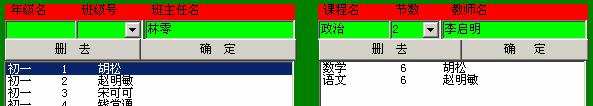 年级名 班级号 班主任名
林零
删 去 确 定
初一 1 胡松
初一 2 赵明敏
初一 3 宋可可
初一 4
课程名 节数 教师名
政治 2 李启明
删 去 确 定
数学 6 胡松
语文 6 赵明敏